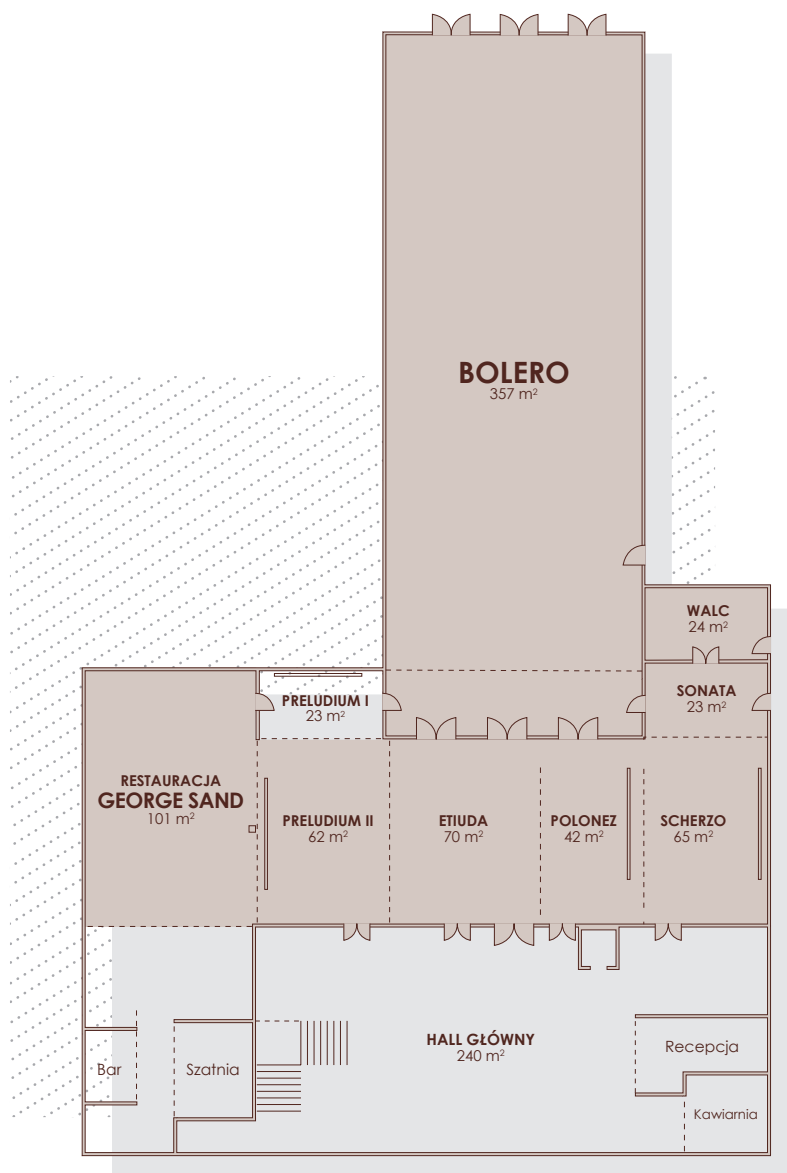 BOLERO
357 m²
WALC
24 m²
SONATA
23 m²
PRELUDIUM I
23 m²
RESTAURACJA
GEORGE SAND
101 m²
PRELUDIUM II
62 m²
ETIUDA
70 m²
POLONEZ
42 m²
SCHERZO
65 m²
HALL GŁÓWNY
240 m²
Recepcja
Bar
Szatnia
Kawiarnia